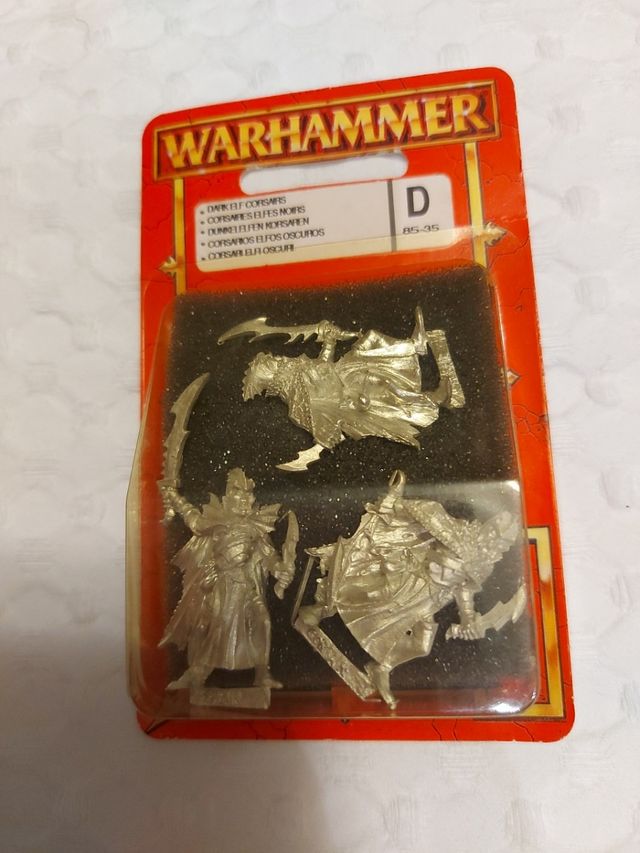 WARHAMMER
• DARK ELF CORSAIRS
• CORSAIRES ELFES NOIRS
• DUNKELELFEN KORSAREN
• CORSARIOS ELFOS OSCUROS
• CORSARI ELFI OSCURI
D
85-35